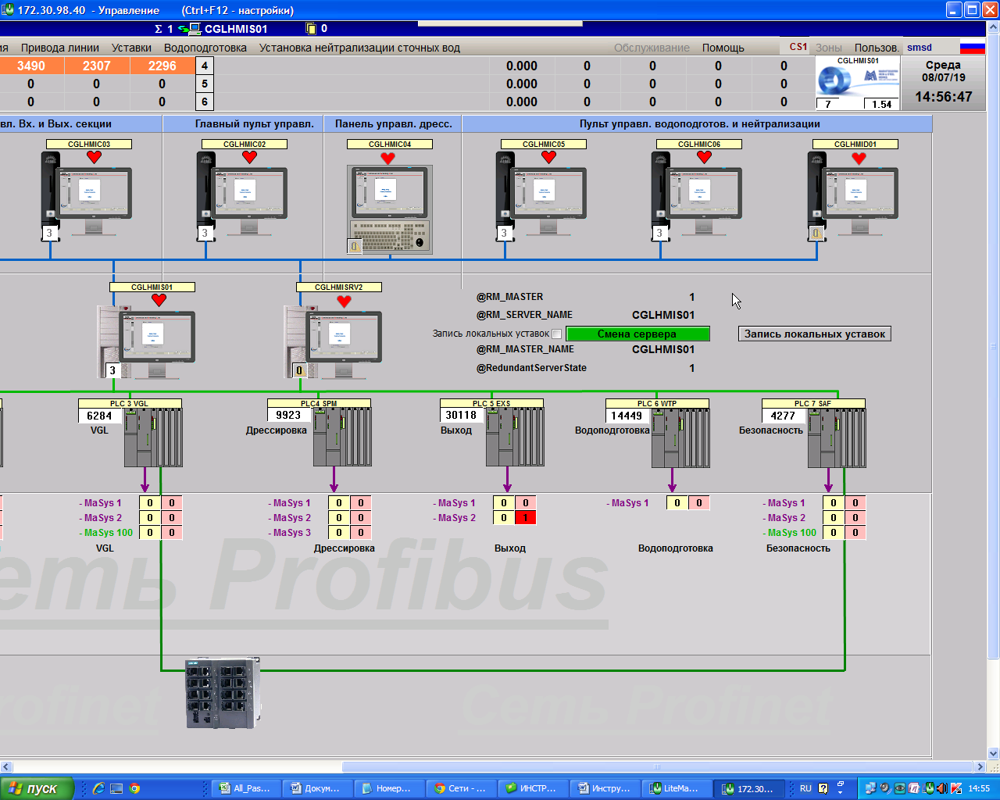 172.30.98.40 - Управление (Ctrl+F12 - настройки)
Σ 1 CGLHMIS01 0
ия Привода линии Уставки Водоподготовка Установка нейтрализации сточных вод Обслуживание Помощь CS1 Зоны Пользов. smsd
3490 2307 2296 4 0.000 0 0 0 0
0 0 0 5 0.000 0 0 0 0
0 0 0 6 0.000 0 0 0 0
CGLHMIS01
7 1.54
Среда
08/07/19
14:56:47
вл. Вх. и Вых. секции Главный пульт управл. Панель управл. дресс. Пульт управл. водоподготов. и нейтрализации
CGLHMIC03 CGLHMIC02 CGLHMIC04 CGLHMIC05 CGLHMIC06 CGLHMID01
3 3 0 3 3 0
CGLHMIS01 CGLHMISRV2
3 0
@RM_MASTER 1
@RM_SERVER_NAME CGLHMIS01
Запись локальных уставок Смена сервера Запись локальных уставок
@RM_MASTER_NAME CGLHMIS01
@RedundantServerState 1
PLC 3 VGL PLC4 SPM PLC 5 EXS PLC 6 WTP PLC 7 SAF
6284 9923 30118 14449 4277
VGL Дрессировка Выход Водоподготовка Безопасность
- MaSys 1 0 0 - MaSys 1 0 0 - MaSys 1 0 0 - MaSys 1 0 0 - MaSys 1 0 0
- MaSys 2 0 0 - MaSys 2 0 0 - MaSys 2 0 1 - MaSys 2 0 0
- MaSys 100 0 0 - MaSys 3 0 0 - MaSys 100 0 0
VGL Дрессировка Выход Водоподготовка Безопасность
еть Profibus
rofinet Сеть Profinet
пуск All_Pas... Докум... Номер... Сети - ... ИНСТР... Инстру... LiteMa... 172.30... RU 14:55